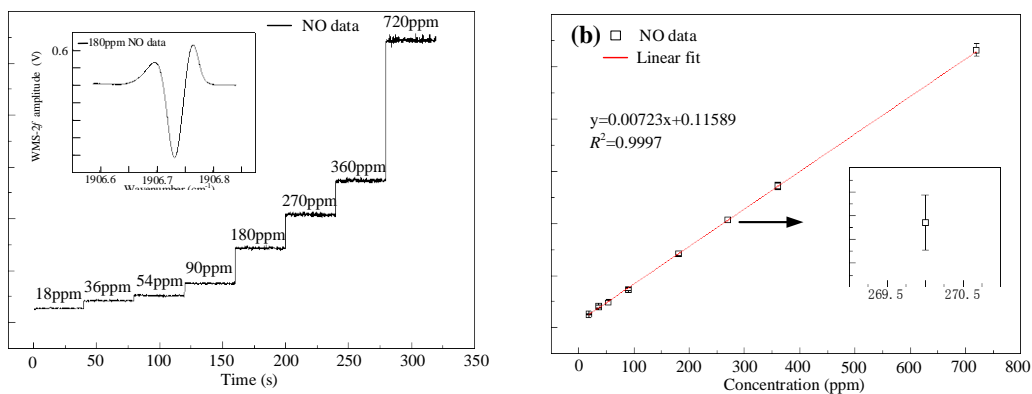 NO data
720ppm
180ppm NO data
0.6
WMS-2f amplitude (V)
1906.6
1906.7
1906.8
Wavenumber (cm-1)
360ppm
270ppm
180ppm
90ppm
54ppm
36ppm
18ppm
0 50 100 150 200 250 300 350
Time (s)
(b) NO data
Linear fit
y=0.00723x+0.11589
R²=0.9997
269.5 270.5
0 100 200 300 400 500 600 700 800
Concentration (ppm)